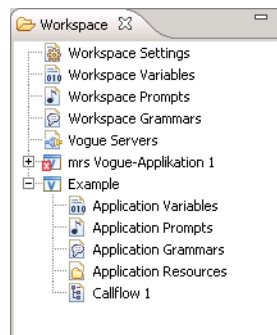 Workspace
Workspace Settings
Workspace Variables
Workspace Prompts
Workspace Grammars
Vogue Servers
mrs Vogue-Applikation 1
Example
Application Variables
Application Prompts
Application Grammars
Application Resources
Callflow 1